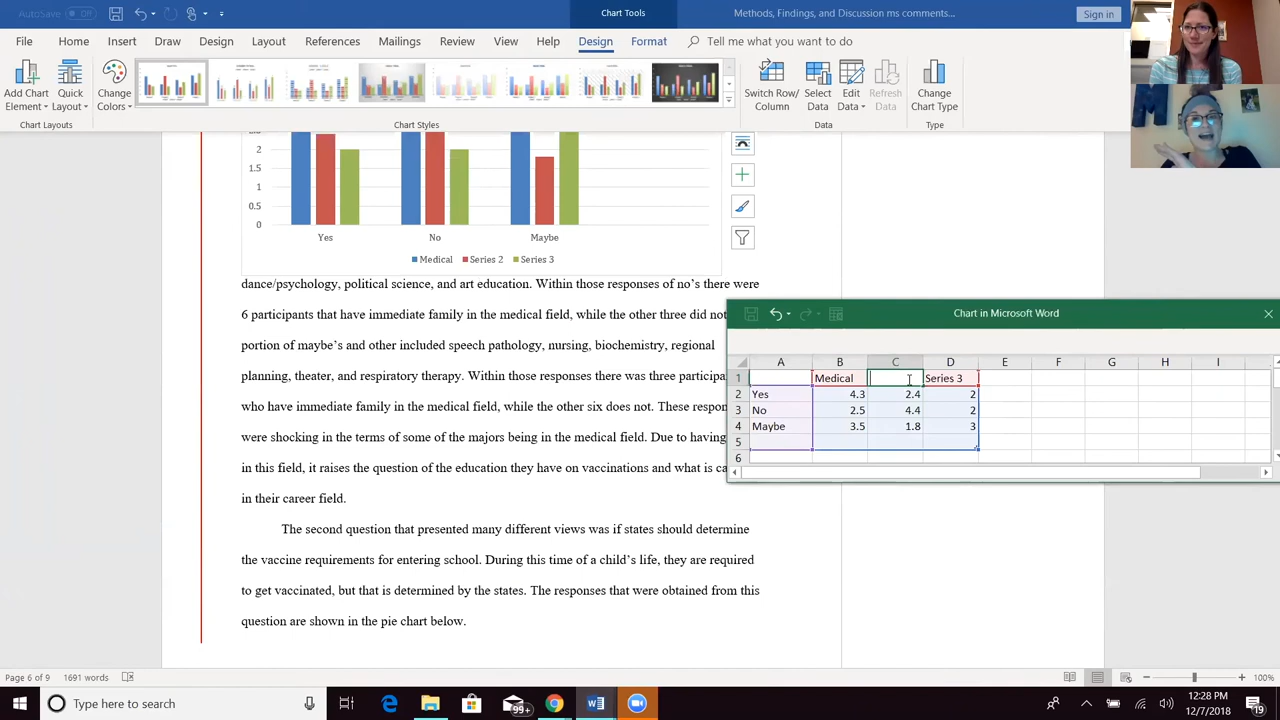 AutoSave Off
Chart Tools
Methods, Findings, and Discussion ms comments...
Sign in
File Home Insert Draw Design Layout References Mailings Review View Help Design Format Tell me what you want to do
Add Chart Element
Quick Layout
Change Colors
Switch Row/ Column
Select Data
Edit Data
Refresh Data
Change Chart Type
Chart Layouts
Chart Styles
Data
Type
2
1.5
1
0.5
0
Yes No Maybe
Medical Series 2 Series 3
dance/psychology, political science, and art education. Within those responses of no's there were
6 participants that have immediate family in the medical field, while the other three did not
portion of maybe's and other included speech pathology, nursing, biochemistry, regional
planning, theater, and respiratory therapy. Within those responses there was three participa
who have immediate family in the medical field, while the other six does not. These respon
were shocking in the terms of some of the majors being in the medical field. Due to having
in this field, it raises the question of the education they have on vaccinations and what is ca
in their career field.
The second question that presented many different views was if states should determine
the vaccine requirements for entering school. During this time of a child's life, they are required
to get vaccinated, but that is determined by the states. The responses that were obtained from this
question are shown in the pie chart below.
Chart in Microsoft Word
A B C D E F G H I
1 Medical Series 3
2 Yes 4.3 2.4 2
3 No 2.5 4.4 2
4 Maybe 3.5 1.8 3
5
6
Page 6 of 9 1691 words
100%
Type here to search
99+
12:28 PM
12/7/2018
19